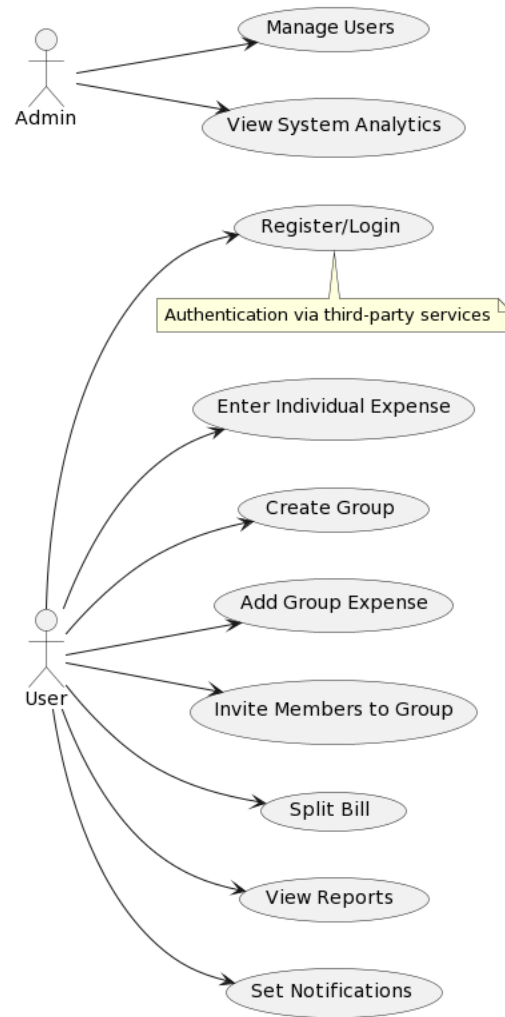 Manage Users
Admin
View System Analytics
Register/Login
Authentication via third-party services
Enter Individual Expense
Create Group
Add Group Expense
User
Invite Members to Group
Split Bill
View Reports
Set Notifications